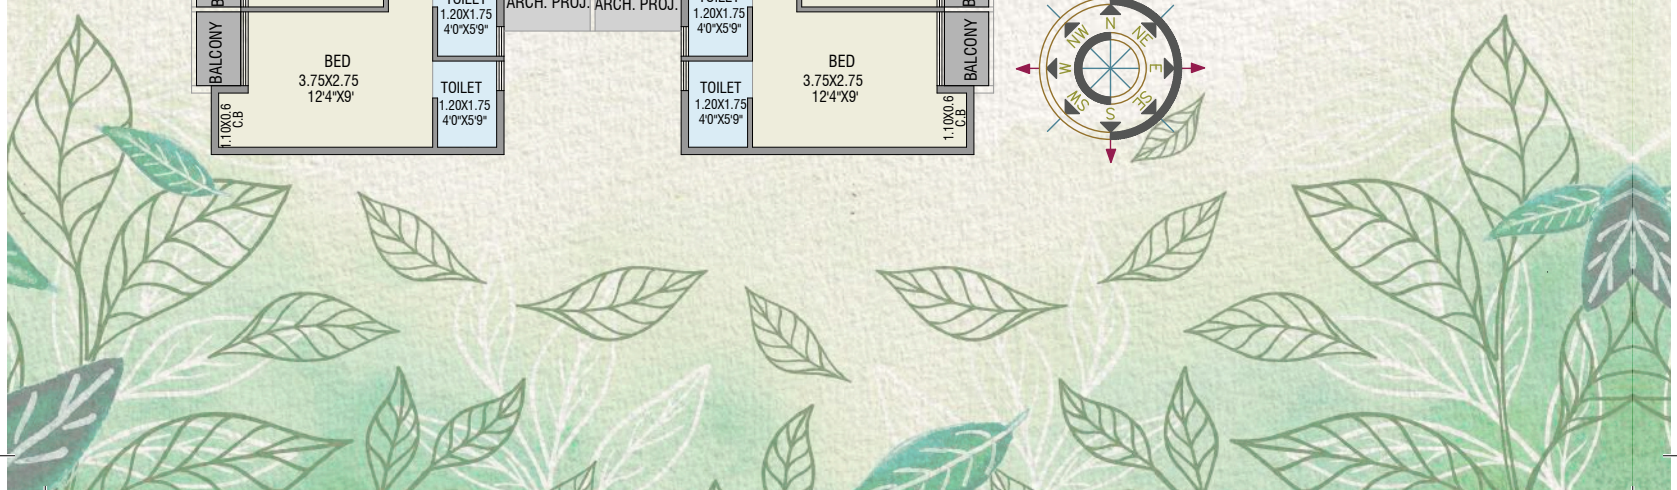 TOILET
1.20X1.75
4'0"X5'9"
ARCH. PROJ.
ARCH. PROJ.
TOILET
1.20X1.75
4'0"X5'9"
BALCONY
BED
3.75X2.75
12'4"X9'
TOILET
1.20X1.75
4'0"X5'9"
1.10X0.6
C.B
TOILET
1.20X1.75
4'0"X5'9"
BED
3.75X2.75
12'4"X9'
BALCONY
1.10X0.6
C.B
N
NW
NE
W
E
SW
SE
S